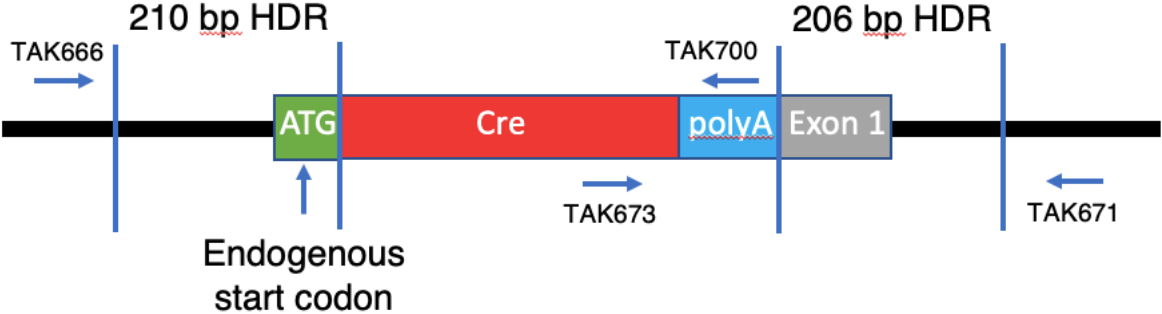 210 bp HDR
206 bp HDR
TAK666
TAK700
ATG
Cre
polyA
Exon 1
TAK673
TAK671
Endogenous
start codon